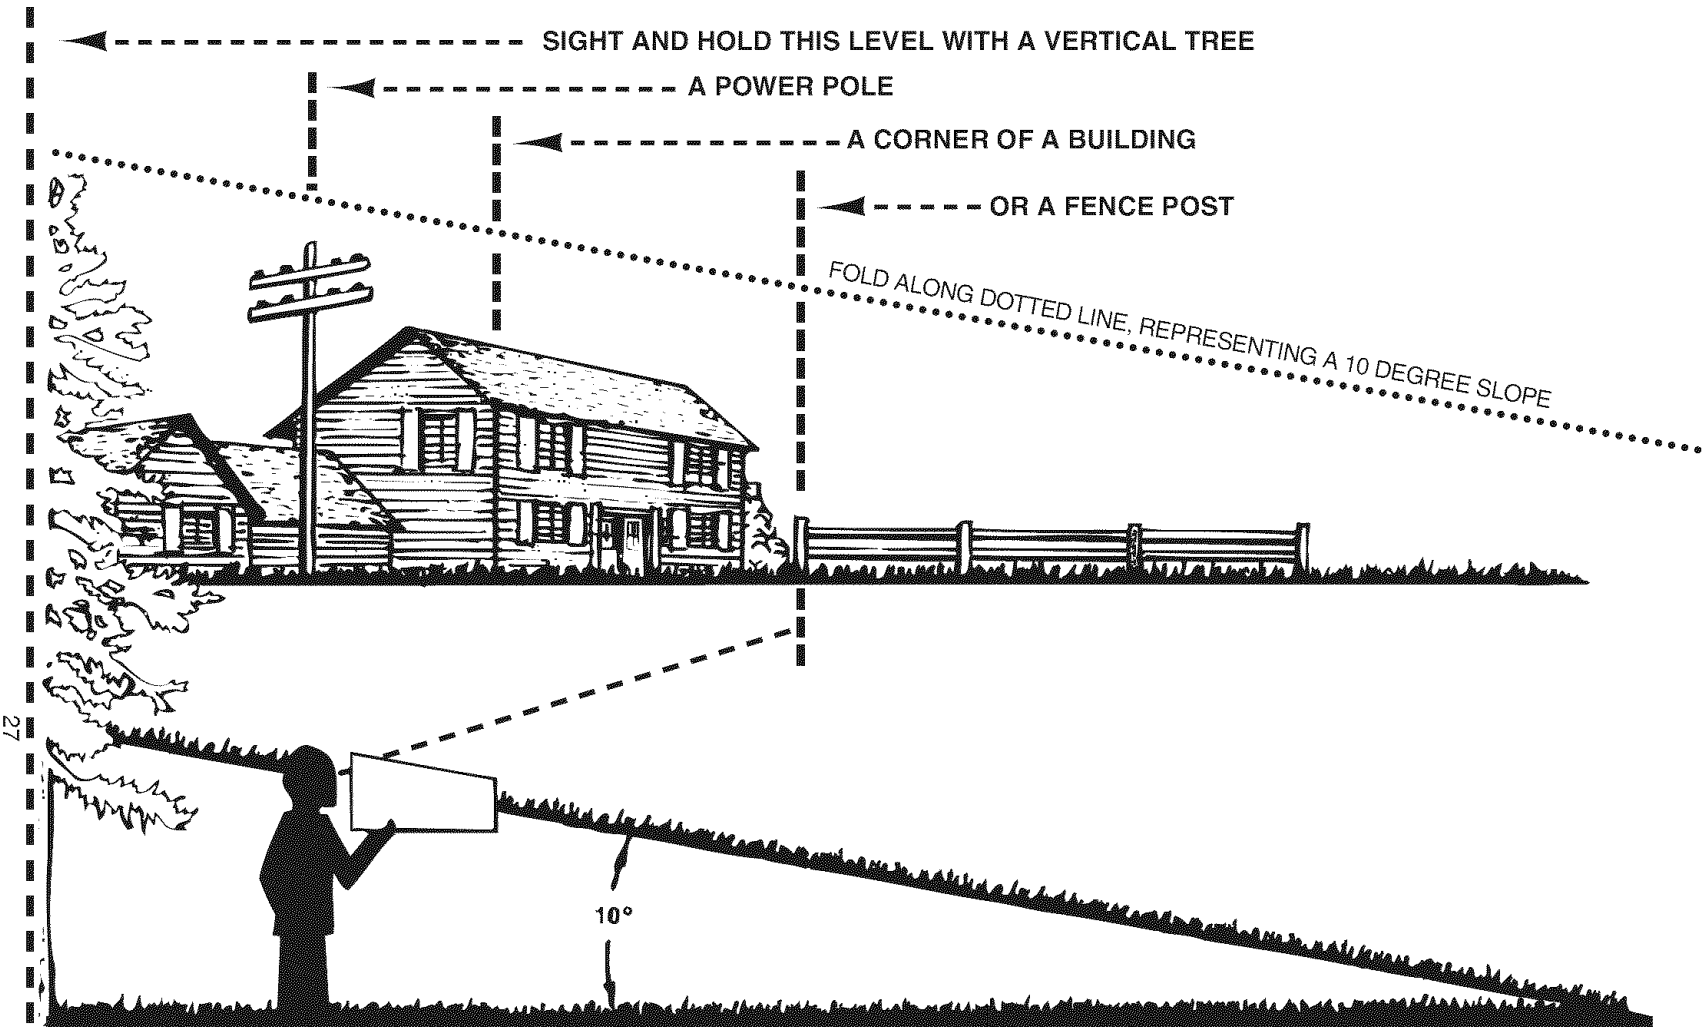 SIGHT AND HOLD THIS LEVEL WITH A VERTICAL TREE
A POWER POLE
A CORNER OF A BUILDING
OR A FENCE POST
FOLD ALONG DOTTED LINE, REPRESENTING A 10 DEGREE SLOPE
27
10°